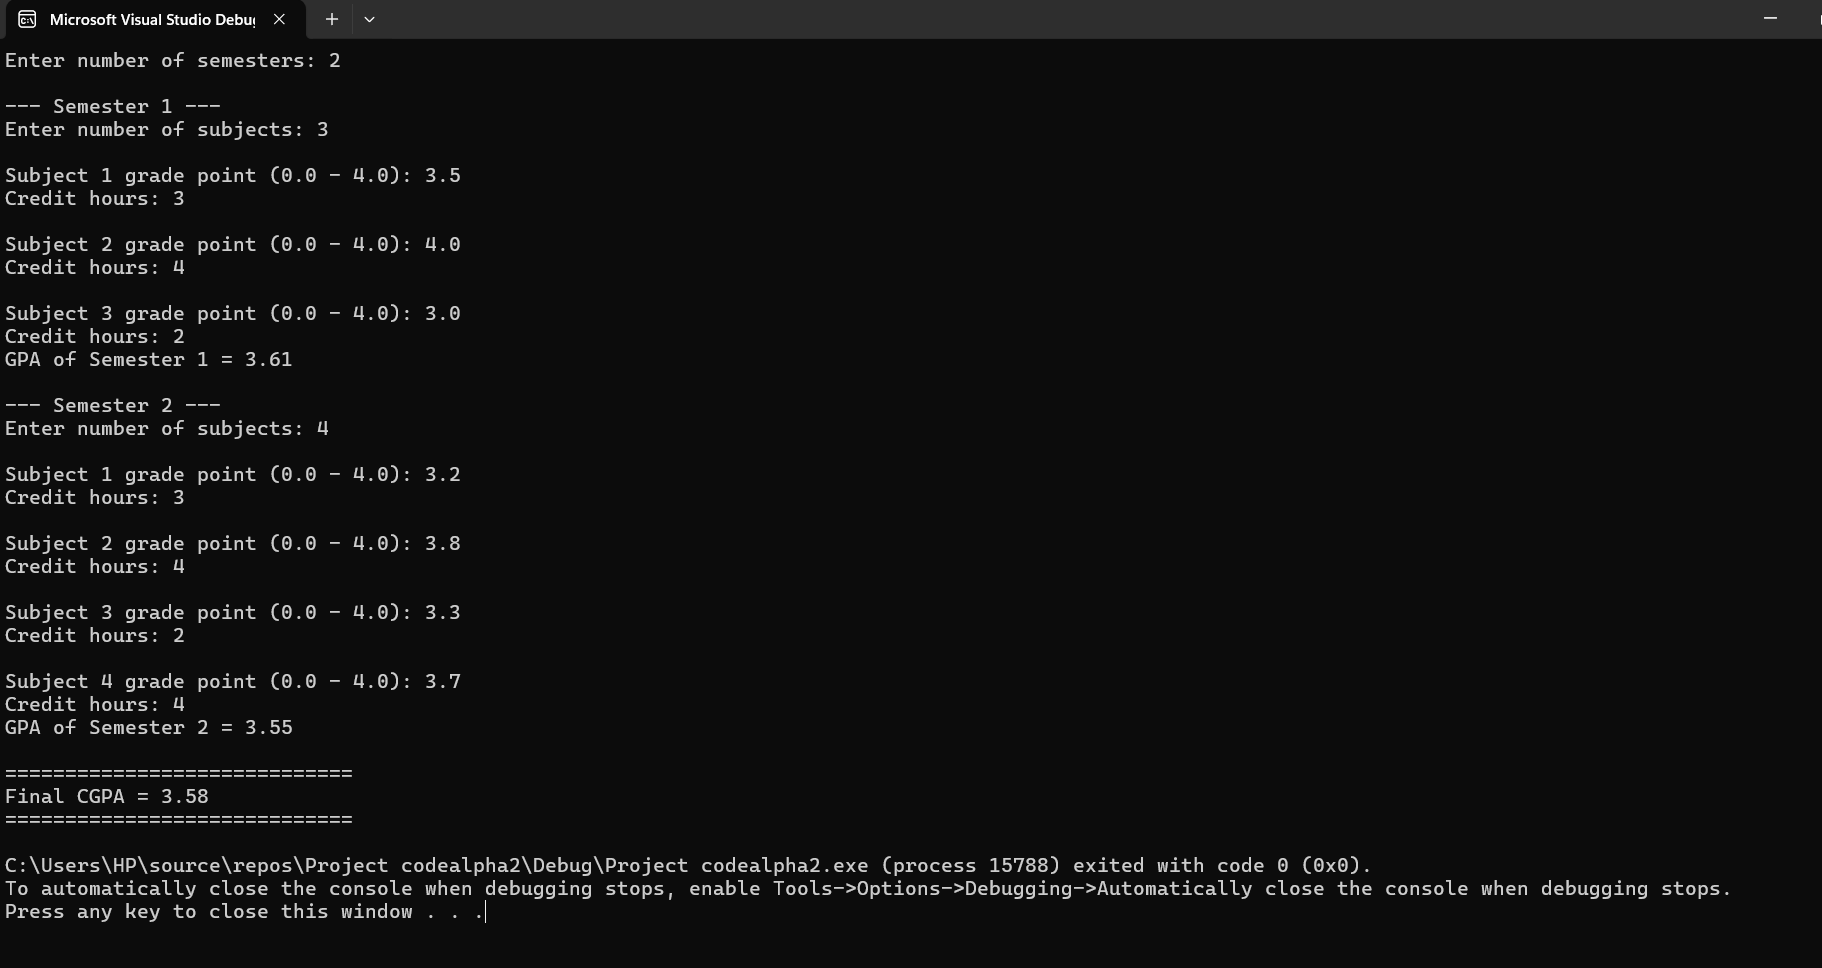 Microsoft Visual Studio Debug
Enter number of semesters: 2
--- Semester 1 ---
Enter number of subjects: 3
Subject 1 grade point (0.0 - 4.0): 3.5
Credit hours: 3
Subject 2 grade point (0.0 - 4.0): 4.0
Credit hours: 4
Subject 3 grade point (0.0 - 4.0): 3.0
Credit hours: 2
GPA of Semester 1 = 3.61
--- Semester 2 ---
Enter number of subjects: 4
Subject 1 grade point (0.0 - 4.0): 3.2
Credit hours: 3
Subject 2 grade point (0.0 - 4.0): 3.8
Credit hours: 4
Subject 3 grade point (0.0 - 4.0): 3.3
Credit hours: 2
Subject 4 grade point (0.0 - 4.0): 3.7
Credit hours: 4
GPA of Semester 2 = 3.55
=============================
Final CGPA = 3.58
=============================
C:\Users\HP\source\repos\Project codealpha2\Debug\Project codealpha2.exe (process 15788) exited with code 0 (0x0).
To automatically close the console when debugging stops, enable Tools->Options->Debugging->Automatically close the console when debugging stops.
Press any key to close this window . . .